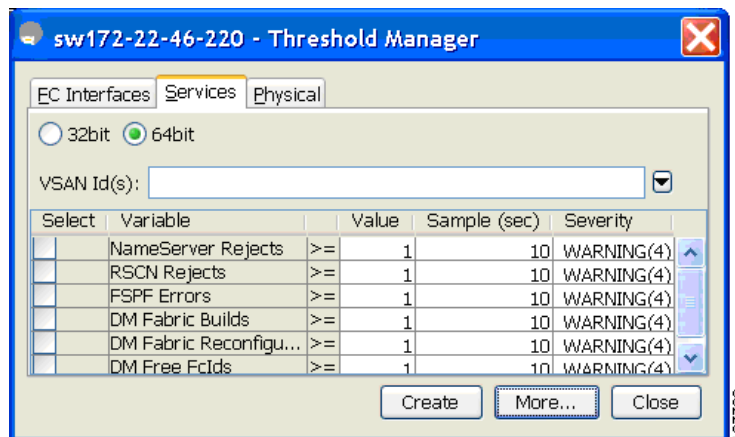 sw172-22-46-220 - Threshold Manager
FC Interfaces Services Physical
32bit 64bit
VSAN Id(s):
Select Variable Value Sample (sec) Severity
NameServer Rejects >= 1 10 WARNING(4)
RSCN Rejects >= 1 10 WARNING(4)
FSPF Errors >= 1 10 WARNING(4)
DM Fabric Builds >= 1 10 WARNING(4)
DM Fabric Reconfigu... >= 1 10 WARNING(4)
DM Free FcIds >= 1 10 WARNING(4)
Create More... Close